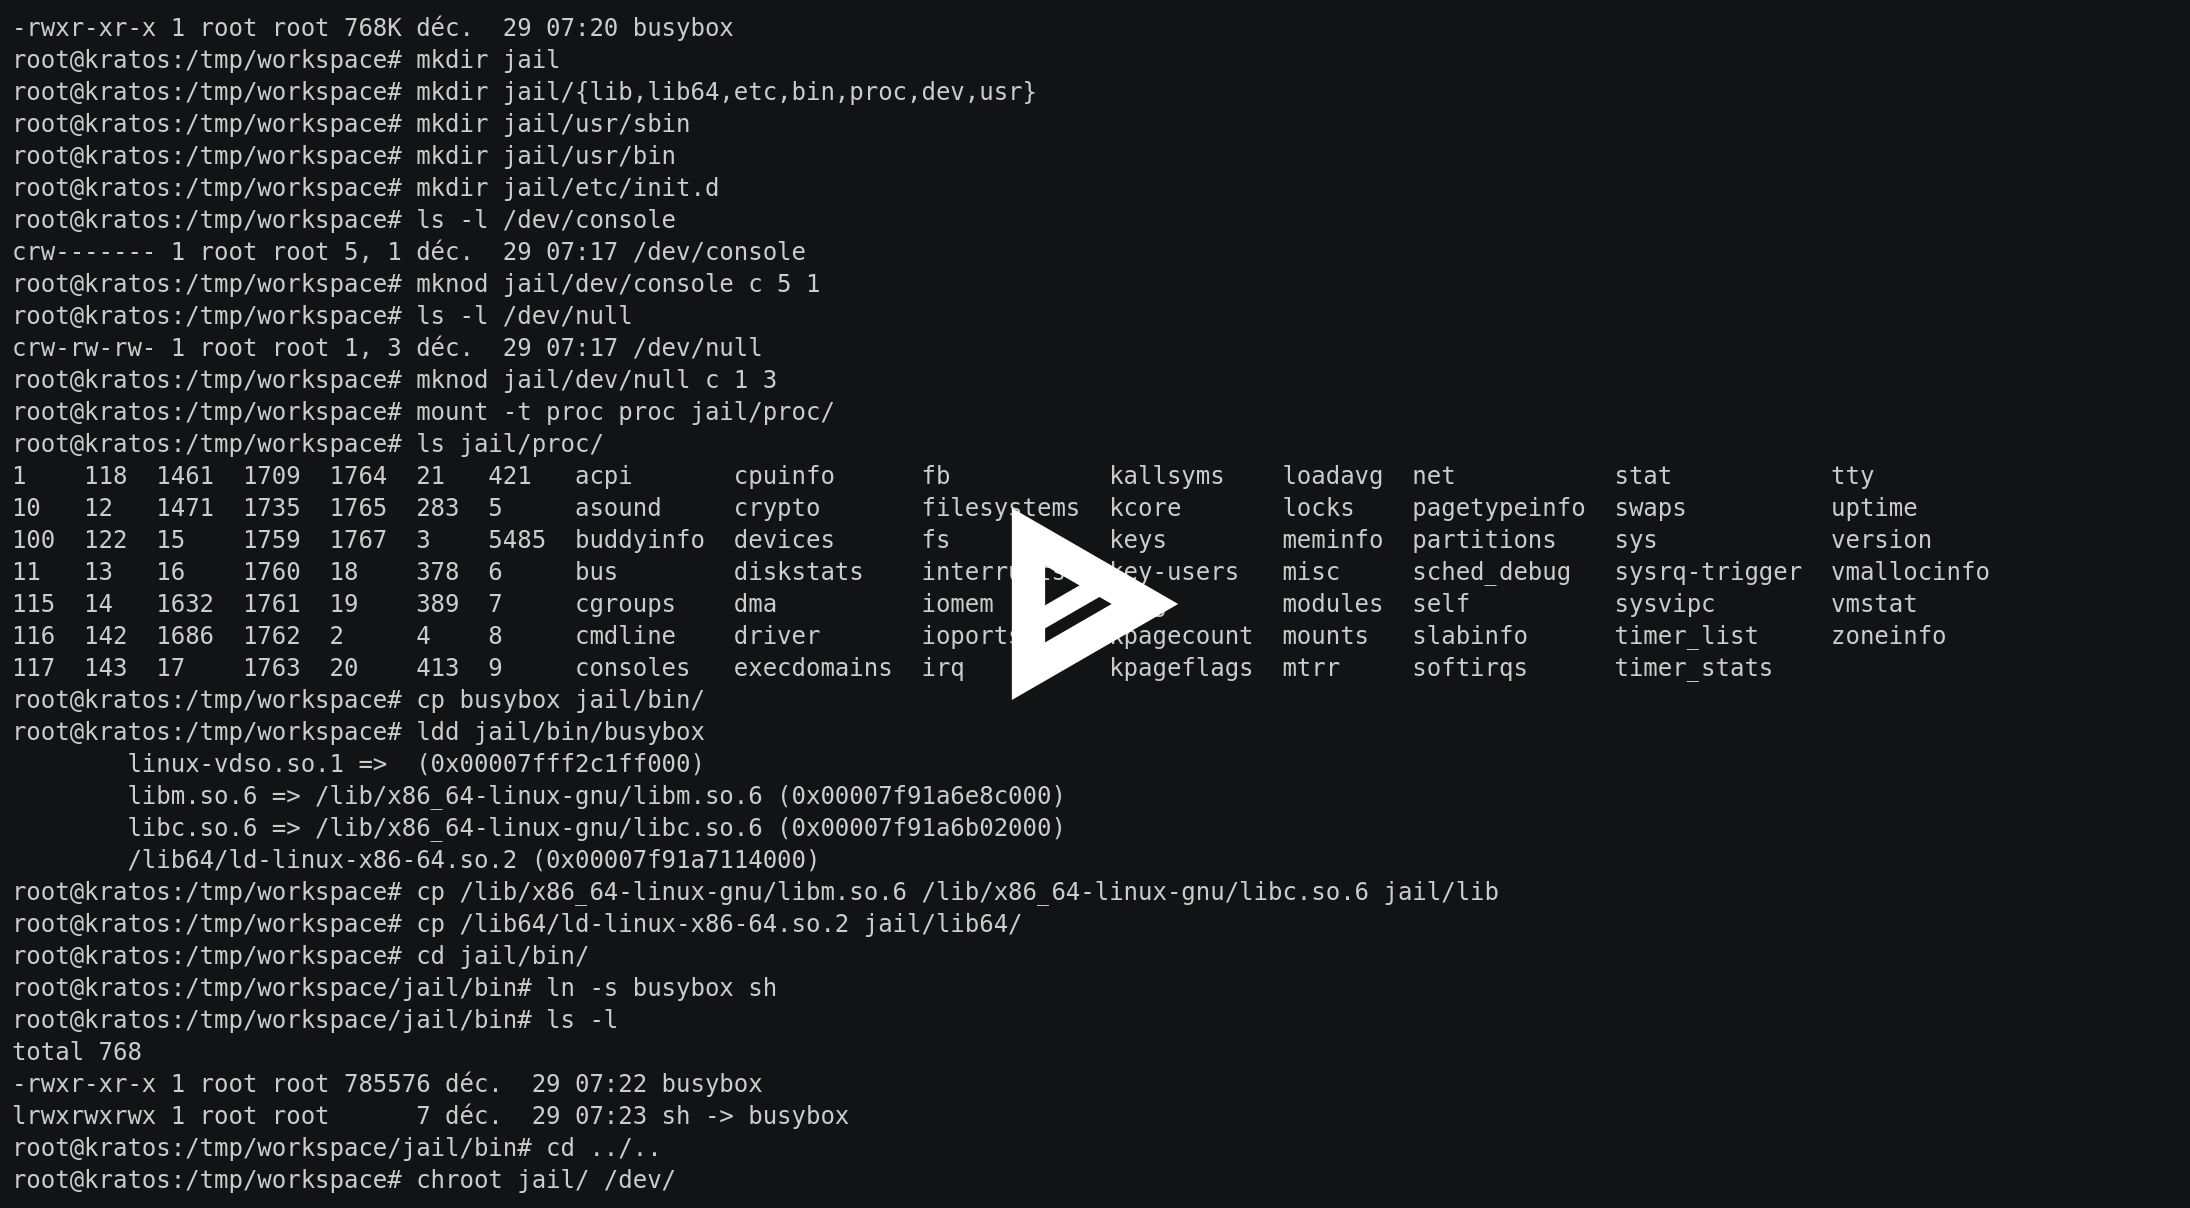 -rwxr-xr-x 1 root root 768K déc.  29 07:20 busybox
root@kratos:/tmp/workspace# mkdir jail
root@kratos:/tmp/workspace# mkdir jail/{lib,lib64,etc,bin,proc,dev,usr}
root@kratos:/tmp/workspace# mkdir jail/usr/sbin
root@kratos:/tmp/workspace# mkdir jail/usr/bin
root@kratos:/tmp/workspace# mkdir jail/etc/init.d
root@kratos:/tmp/workspace# ls -l /dev/console
crw------- 1 root root 5, 1 déc.  29 07:17 /dev/console
root@kratos:/tmp/workspace# mknod jail/dev/console c 5 1
root@kratos:/tmp/workspace# ls -l /dev/null
crw-rw-rw- 1 root root 1, 3 déc.  29 07:17 /dev/null
root@kratos:/tmp/workspace# mknod jail/dev/null c 1 3
root@kratos:/tmp/workspace# mount -t proc proc jail/proc/
root@kratos:/tmp/workspace# ls jail/proc/
1    118  1461  1709  1764  21   421   acpi       cpuinfo      fb           kallsyms    loadavg  net           stat           tty
10   12   1471  1735  1765  283  5     asound     crypto       filesystems  kcore       locks    pagetypeinfo  swaps          uptime
100  122  15    1759  1767  3    5485  buddyinfo  devices      fs           keys        meminfo  partitions    sys            version
11   13   16    1760  18    378  6     bus        diskstats    key-users   misc     sched_debug   sysrq-trigger  vmallocinfo
115  14   1632  1761  19    389  7     cgroups    dma          iomem        modules  self          sysvipc        vmstat
116  142  1686  1762  2     4    8     cmdline    driver       ioports      kpagecount  mounts   slabinfo      timer_list     zoneinfo
117  143  17    1763  20    413  9     consoles   execdomains  irq          kpageflags  mtrr     softirqs      timer_stats
root@kratos:/tmp/workspace# cp busybox jail/bin/
root@kratos:/tmp/workspace# ldd jail/bin/busybox
        linux-vdso.so.1 =>  (0x00007fff2c1ff000)
        libm.so.6 => /lib/x86_64-linux-gnu/libm.so.6 (0x00007f91a6e8c000)
        libc.so.6 => /lib/x86_64-linux-gnu/libc.so.6 (0x00007f91a6b02000)
        /lib64/ld-linux-x86-64.so.2 (0x00007f91a7114000)
root@kratos:/tmp/workspace# cp /lib/x86_64-linux-gnu/libm.so.6 /lib/x86_64-linux-gnu/libc.so.6 jail/lib
root@kratos:/tmp/workspace# cp /lib64/ld-linux-x86-64.so.2 jail/lib64/
root@kratos:/tmp/workspace# cd jail/bin/
root@kratos:/tmp/workspace/jail/bin# ln -s busybox sh
root@kratos:/tmp/workspace/jail/bin# ls -l
total 768
-rwxr-xr-x 1 root root 785576 déc.  29 07:22 busybox
lrwxrwxrwx 1 root root      7 déc.  29 07:23 sh -> busybox
root@kratos:/tmp/workspace/jail/bin# cd ../..
root@kratos:/tmp/workspace# chroot jail/ /dev/